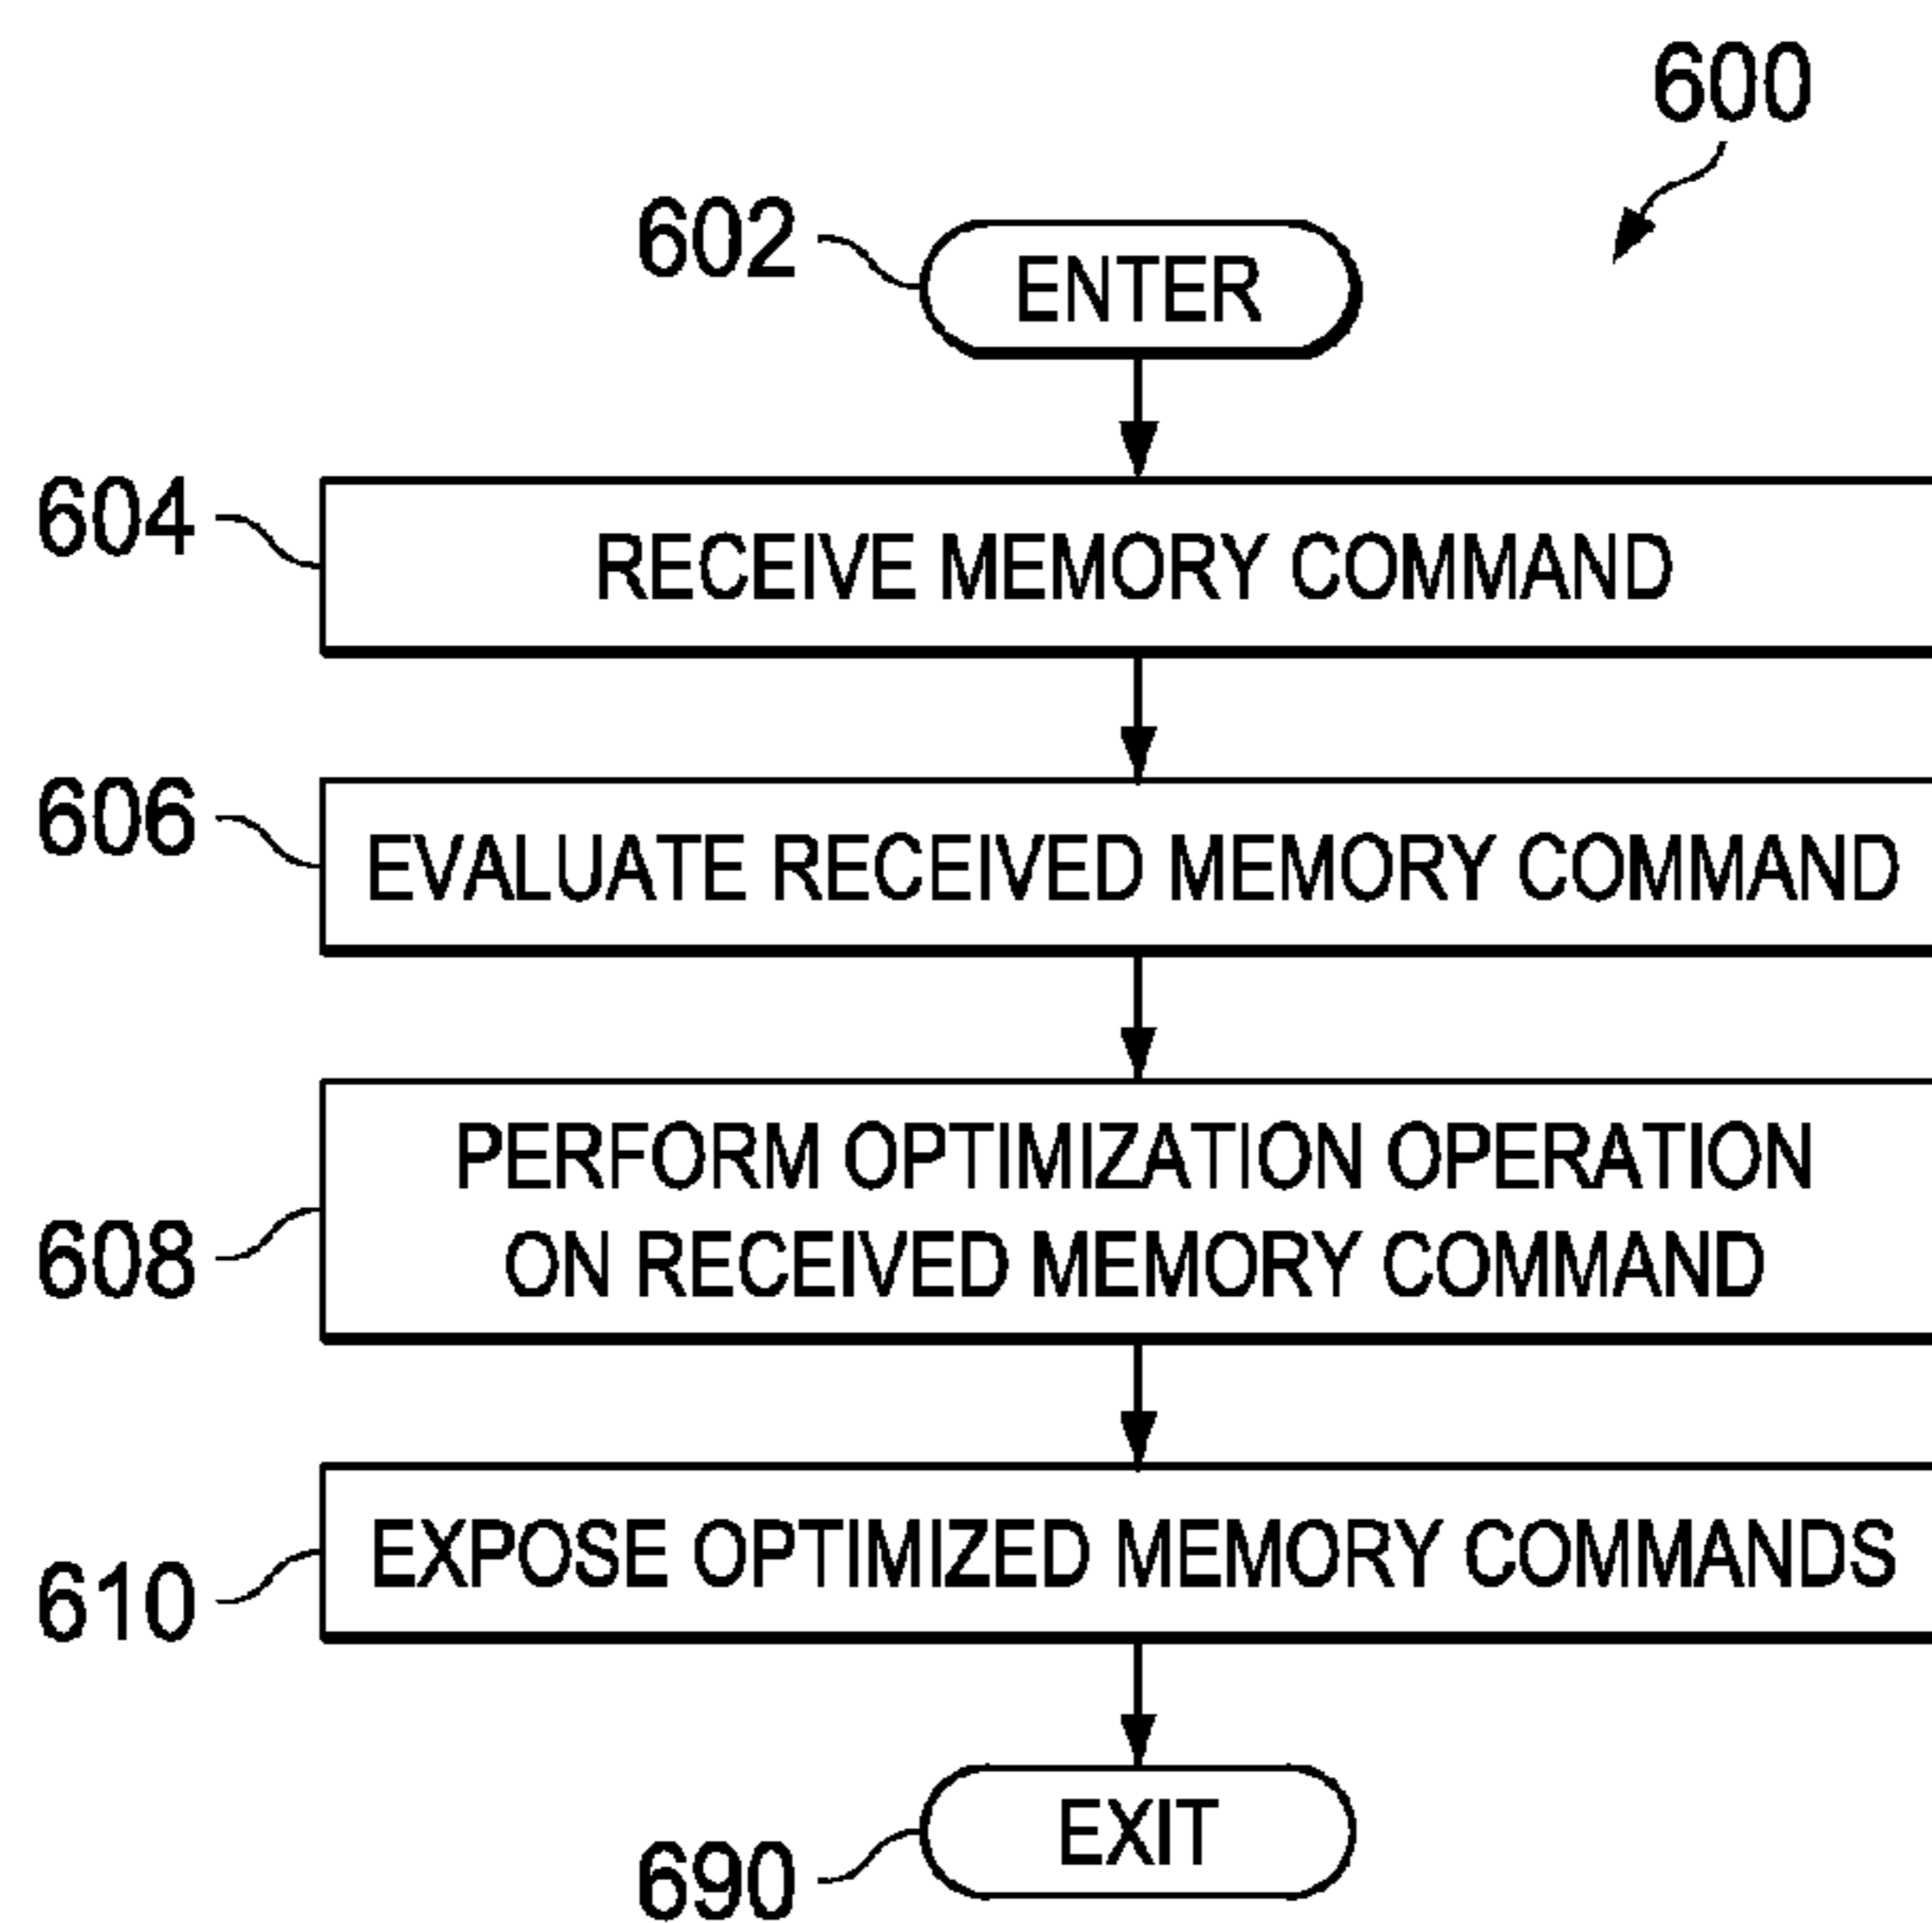 600
602
ENTER
604
RECEIVE MEMORY COMMAND
606
EVALUATE RECEIVED MEMORY COMMAND
PERFORM OPTIMIZATION OPERATION
608
ON RECEIVED MEMORY COMMAND
EXPOSE OPTIMIZED MEMORY COMMANDS
610
EXIT
690